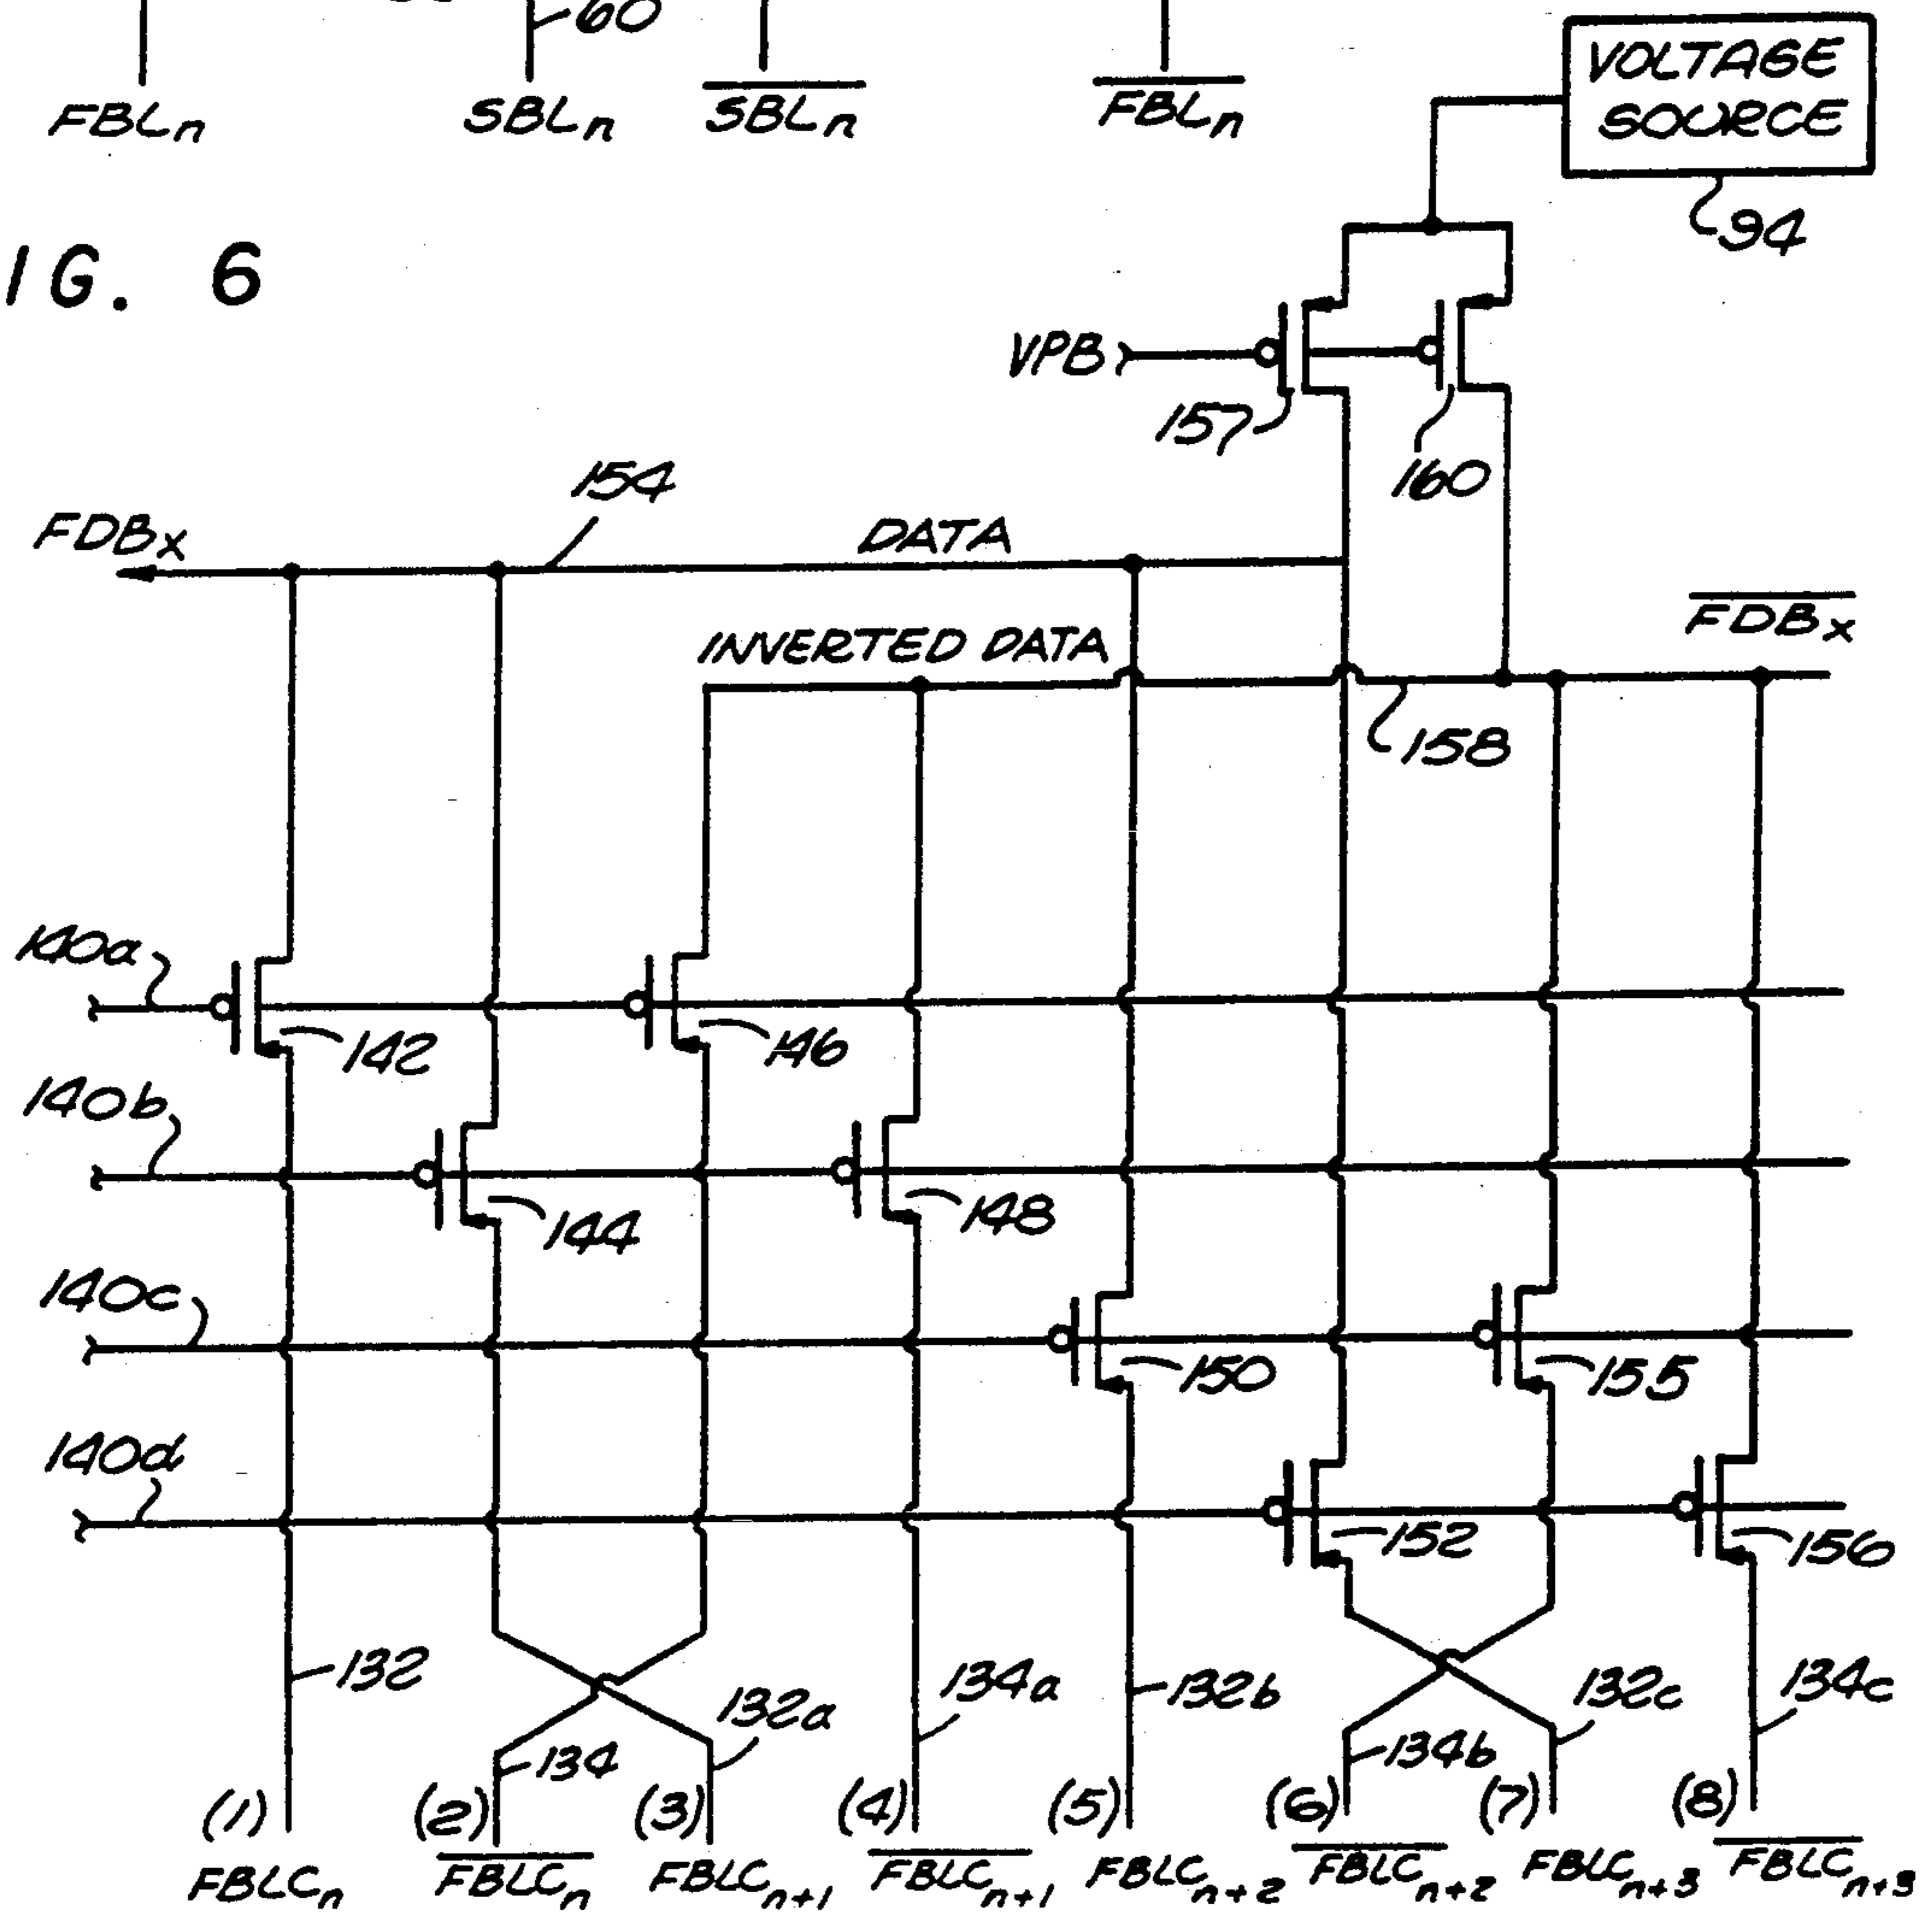 60
VOLTAGE
SOURCE
FBLn
SBLn
SBLn
FBLn
94
IG. 6
VPB
157
160
154
FDBx
DATA
FDBx
INVERTED DATA
158
140a
142
146
140b
144
148
140c
150
155
140d
152
156
132
132a
134a
132b
132c
134c
134
134b
(1)
(2)
(3)
(4)
(5)
(6)
(7)
(8)
FBLCn
FBLCn
FBLCn+1
FBLCn+1
FBLCn+2
FBLCn+2
FBLCn+3
FBLCn+3